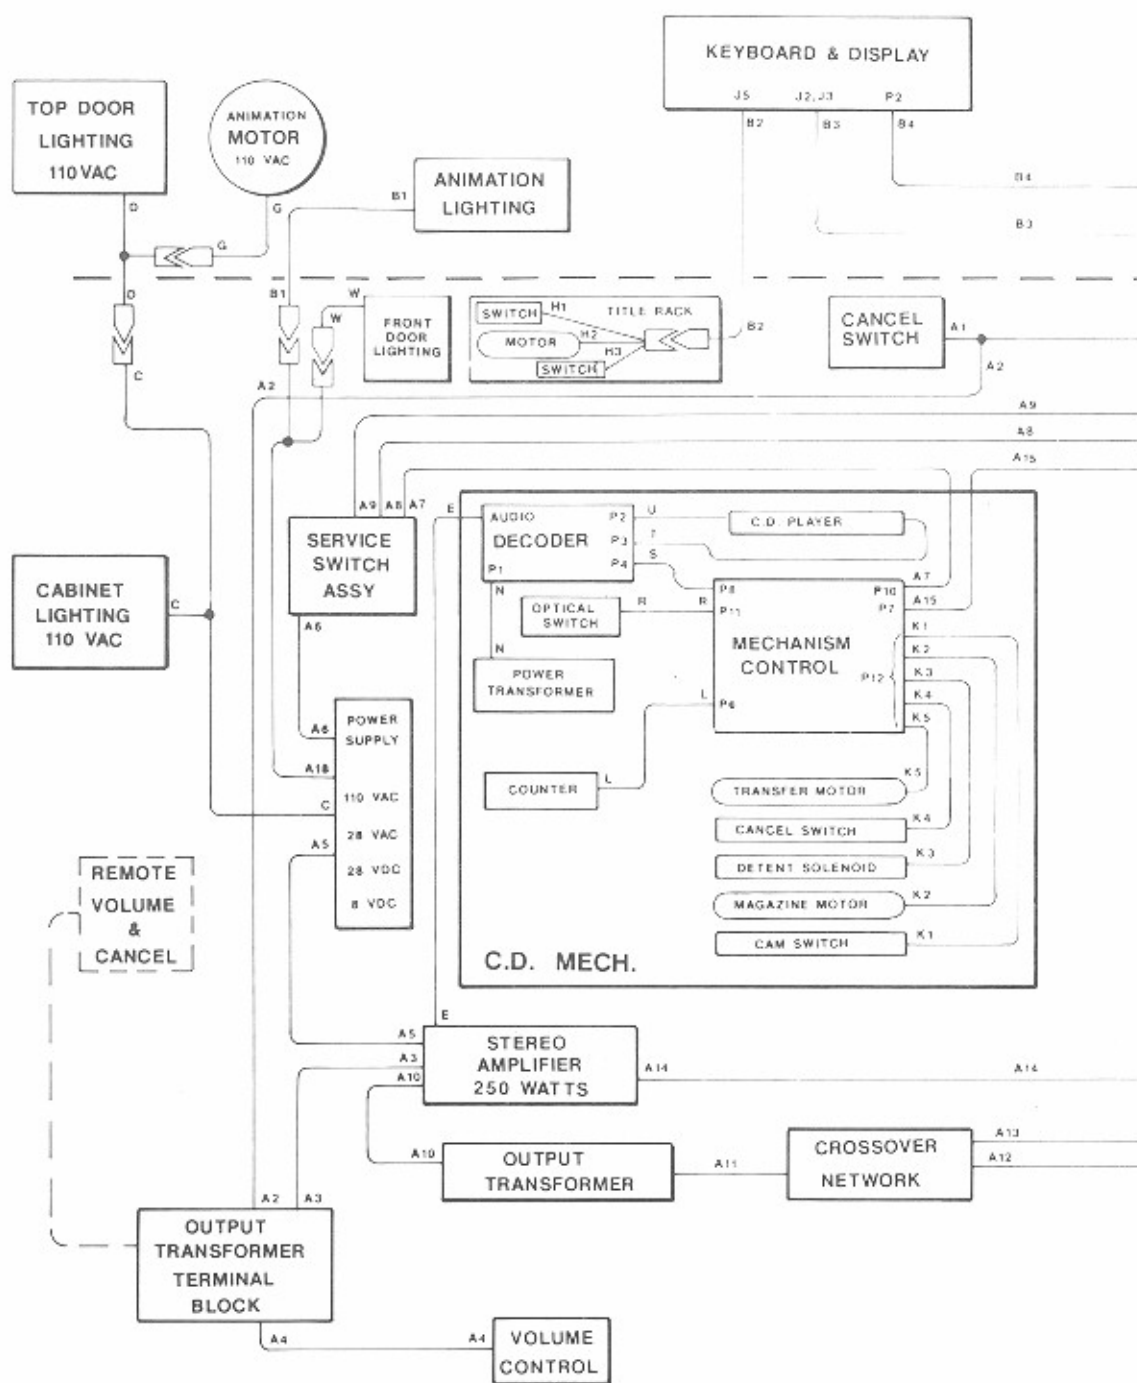 KEYBOARD & DISPLAY
J5 J2,J3 P2
B2 B3 B4
B4
B3
TOP DOOR
LIGHTING
110 VAC
D
ANIMATION
MOTOR
110 VAC
G
G
B1
ANIMATION
LIGHTING
D
C
B1
W
W
FRONT
DOOR
LIGHTING
SWITCH
H1
TITLE RACK
MOTOR
H2
H3
SWITCH
B2
CANCEL
SWITCH
A1
A2
A2
A9
A8
A15
A9 A8 A7
SERVICE
SWITCH
ASSY
A6
E
AUDIO
DECODER
P1
P2
P3
P4
U
T
S
C.D. PLAYER
N
N
OPTICAL
SWITCH
R R
POWER
TRANSFORMER
P8
P11
P6
MECHANISM
CONTROL
P10
P7
P12
A7
A15
K1
K2
K3
K4
K5
L
COUNTER
L
TRANSFER MOTOR
K5
CANCEL SWITCH
K4
DETENT SOLENOID
K3
MAGAZINE MOTOR
K2
CAM SWITCH
K1
C.D. MECH.
CABINET
LIGHTING
110 VAC
C
A6
A18
C
A5
POWER
SUPPLY
110 VAC
28 VAC
28 VDC
8 VDC
REMOTE
VOLUME
&
CANCEL
E
A5
A3
A10
STEREO
AMPLIFIER
250 WATTS
A14
A14
A10
OUTPUT
TRANSFORMER
A11
CROSSOVER
NETWORK
A13
A12
A2 A3
OUTPUT
TRANSFORMER
TERMINAL
BLOCK
A4
A4
VOLUME
CONTROL